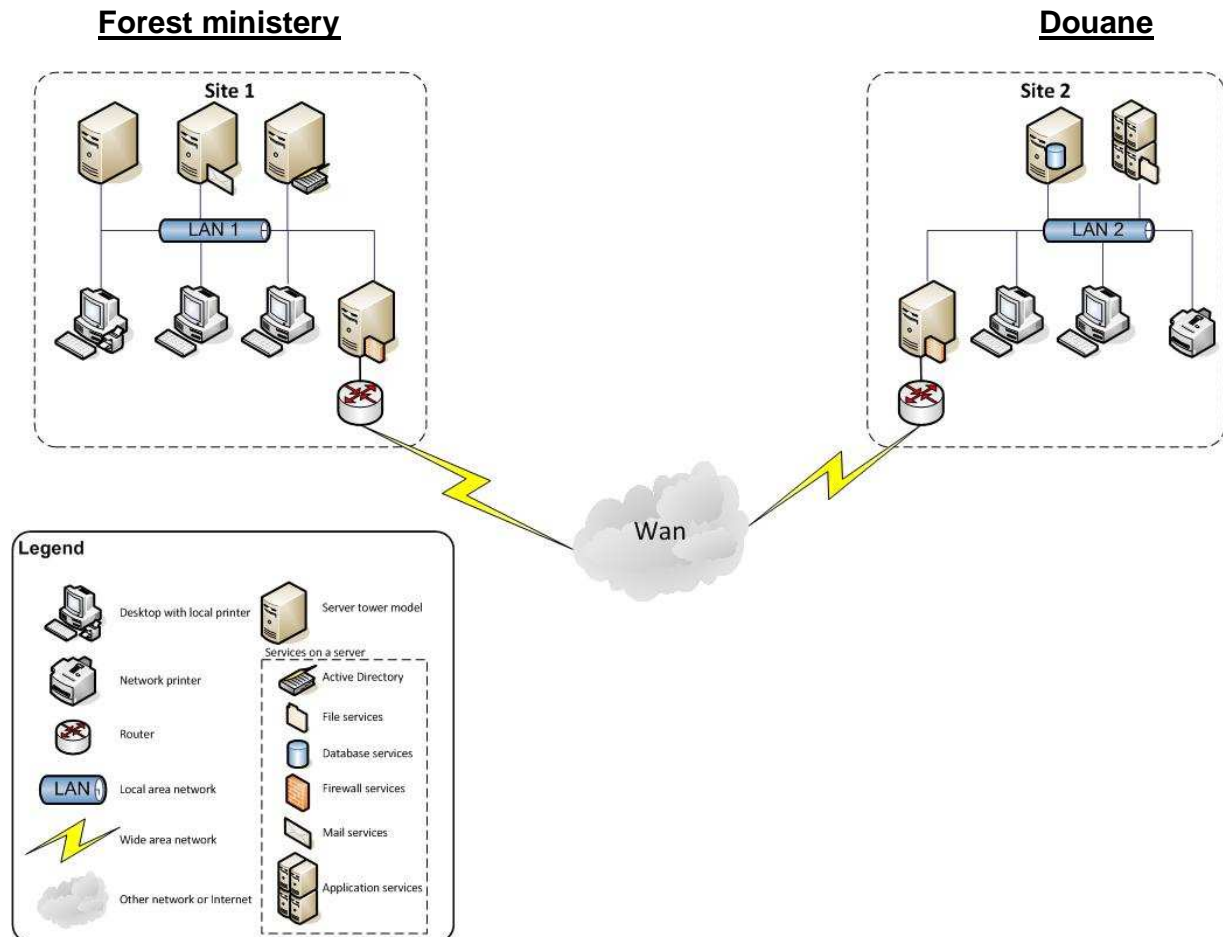 Forest ministery
Douane
Site 1
Site 2
LAN 1
LAN 2
Wan
Legend
Desktop with local printer
Server tower model
Services on a server
Network printer
Active Directory
File services
Router
Database services
LAN
Local area network
Firewall services
Wide area network
Mail services
Other network or Internet
Application services